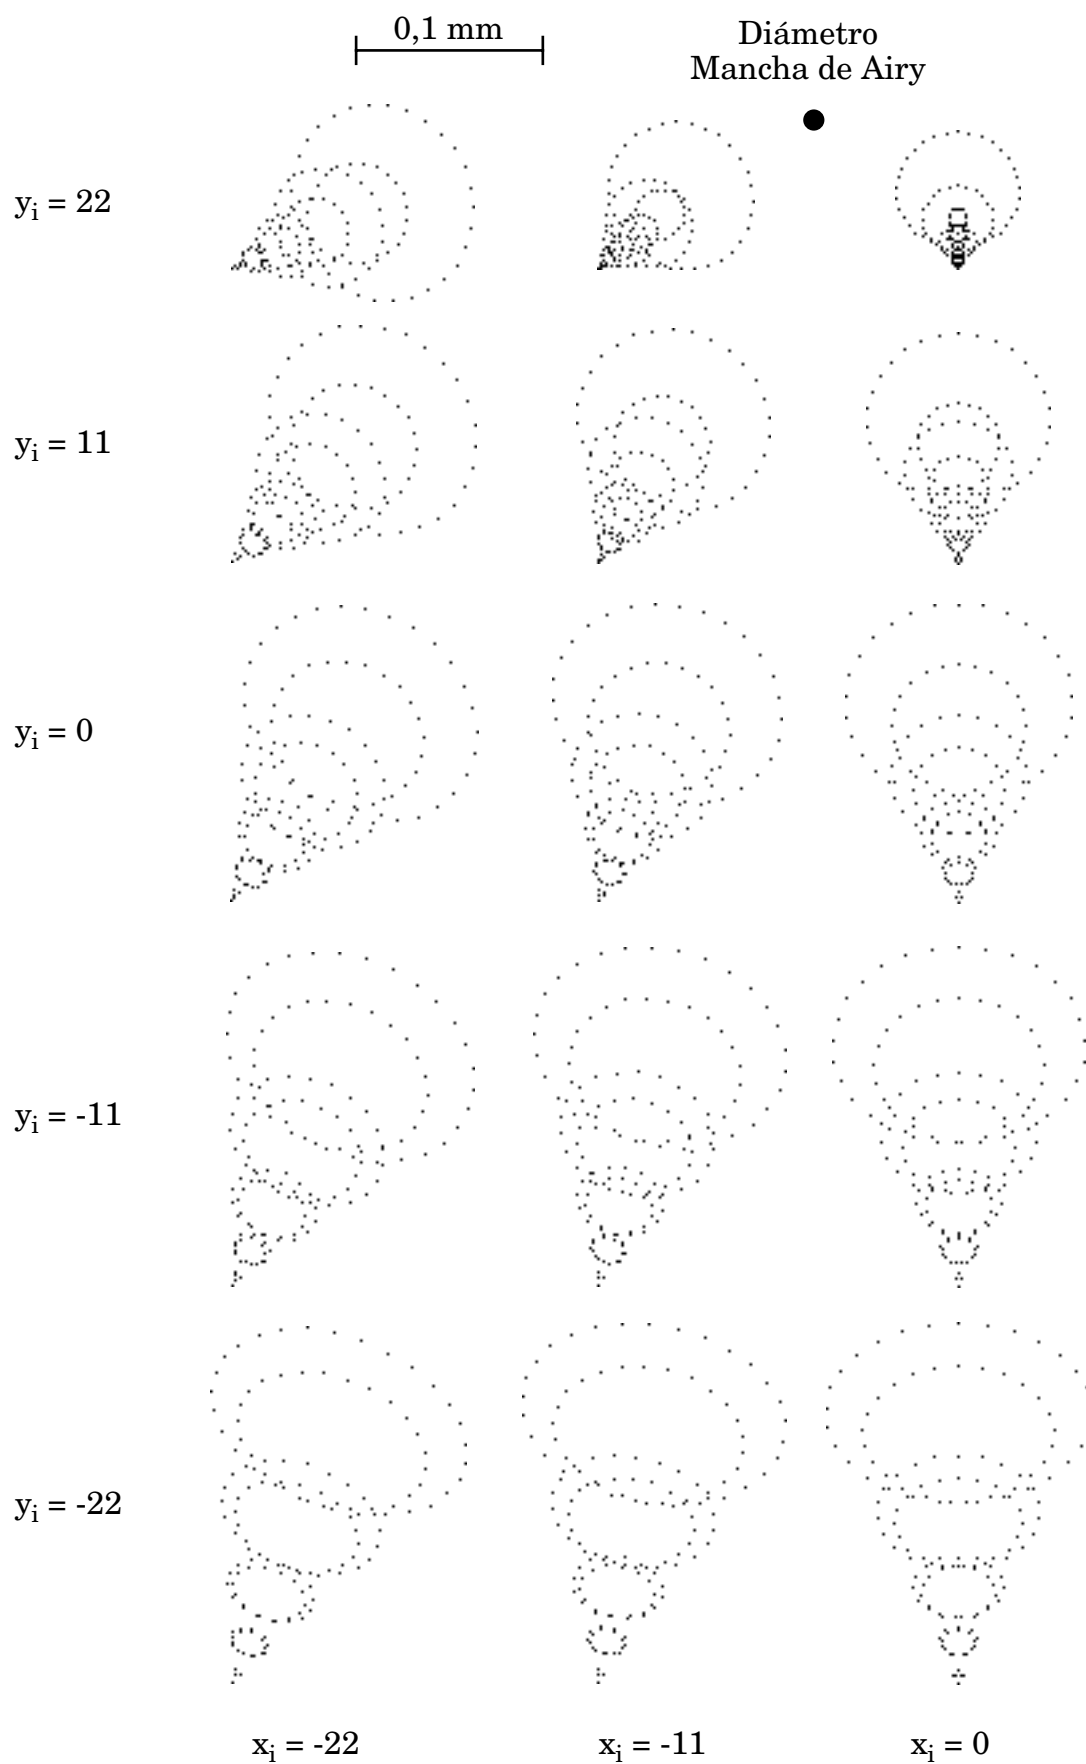 0,1 mm
Diámetro
Mancha de Airy
yi = 22
yi = 11
yi = 0
yi = -11
yi = -22
xi = -22
xi = -11
xi = 0